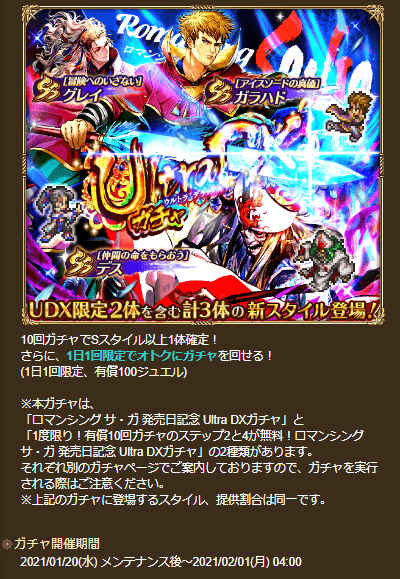 Romancing Sa・Ga
ロマンシング
SS [冒険へのいざない]
グレイ
SS [アイスソードの真価]
ガラハド
Ultra DX
ウルトラ
ガチャ
SS [仲間の命をもらおう]
デス
UDX限定2体を含む計3体の新スタイル登場!
10回ガチャでSスタイル以上1体確定！
さらに、1日1回限定でオトクにガチャを回せる！
(1日1回限定、有償100ジュエル)
※本ガチャは、
「ロマンシング サ・ガ 発売日記念 Ultra DXガチャ」と
「1度限り！有償10回ガチャのステップ2と4が無料！ロマンシング
サ・ガ 発売日記念 Ultra DXガチャ」の2種類があります。
それぞれ別のガチャページでご案内しておりますので、ガチャを実行
される際はご注意ください。
※上記のガチャに登場するスタイル、提供割合は同一です。
ガチャ開催期間
2021/01/20(水) メンテナンス後～2021/02/01(月) 04:00